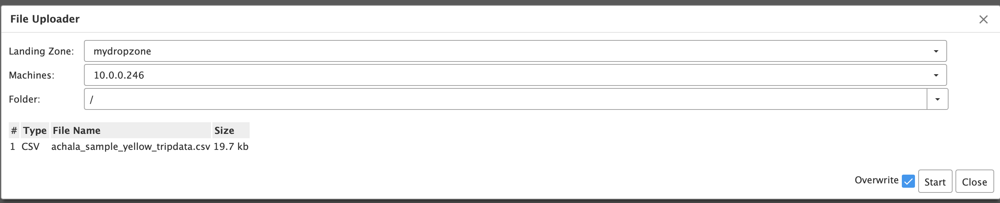 File Uploader
Landing Zone: mydropzone
Machines: 10.0.0.246
Folder: /
# Type File Name Size
1 CSV achala_sample_yellow_tripdata.csv 19.7 kb
Overwrite Start Close